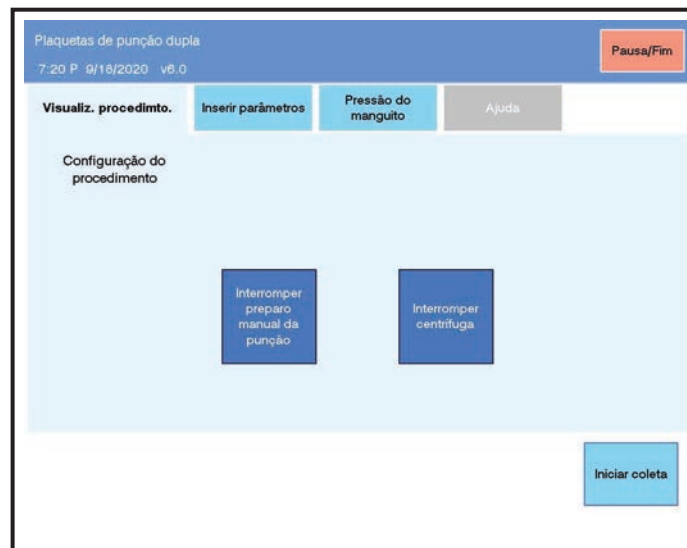 Plaquetas de punção dupla
Pausa/Fim
7:20 P 9/16/2020 v6.0
Visualiz. procedimto.
Inserir parâmetros
Pressão do
manguito
Ajuda
Configuração do
procedimento
Interromper
preparo
manual da
punção
Interromper
centrífuga
Iniciar coleta